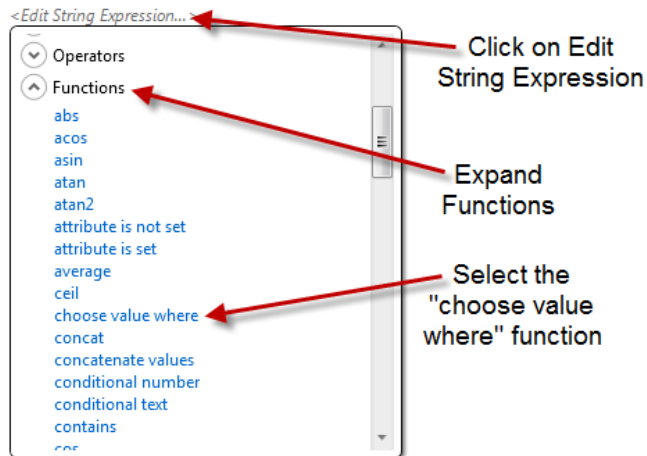 <Edit String Expression...>
Operators
Functions
abs
acos
asin
atan
atan2
attribute is not set
attribute is set
average
ceil
choose value where
concat
concatenate values
conditional number
conditional text
contains
cos
Click on Edit
String Expression
Expand
Functions
Select the
"choose value
where" function